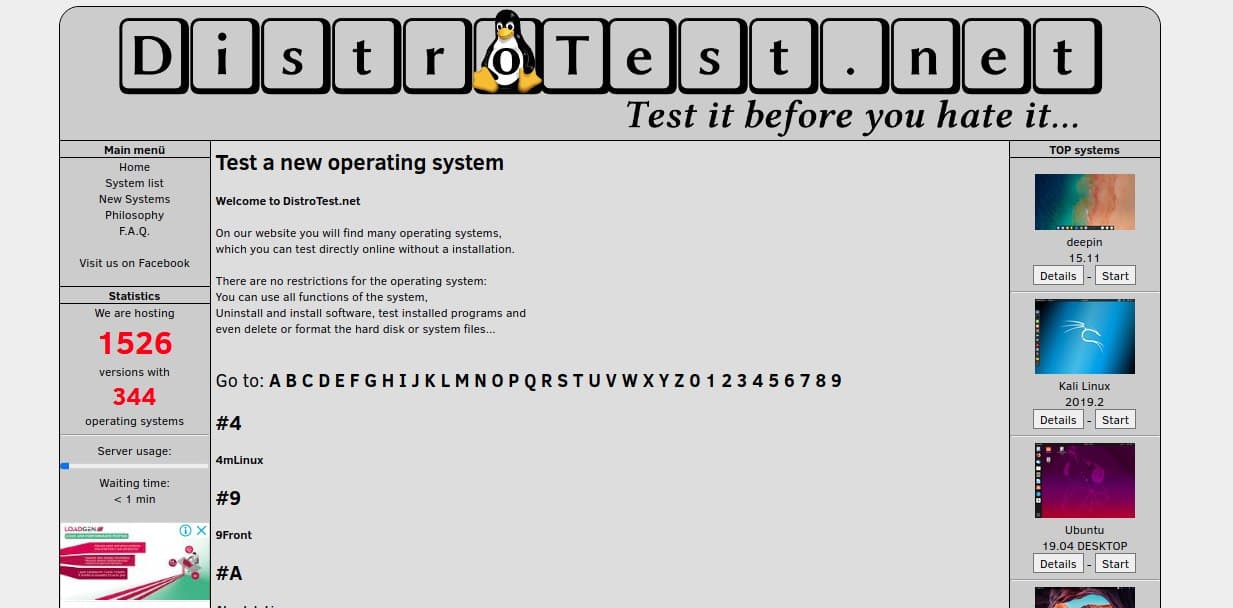 DistroTest.net
Test it before you hate it...
Main menü
Home
System list
New Systems
Philosophy
F.A.Q.
Visit us on Facebook
Statistics
We are hosting
1526
versions with
344
operating systems
Server usage:
Waiting time:
< 1 min
LOADGEN
Test a new operating system
Welcome to DistroTest.net
On our website you will find many operating systems,
which you can test directly online without a installation.
There are no restrictions for the operating system:
You can use all functions of the system,
Uninstall and install software, test installed programs and
even delete or format the hard disk or system files...
Go to: A B C D E F G H I J K L M N O P Q R S T U V W X Y Z 0 1 2 3 4 5 6 7 8 9
#4
4mLinux
#9
9Front
#A
TOP systems
deepin
15.11
Details - Start
Kali Linux
2019.2
Details - Start
Ubuntu
19.04 DESKTOP
Details - Start